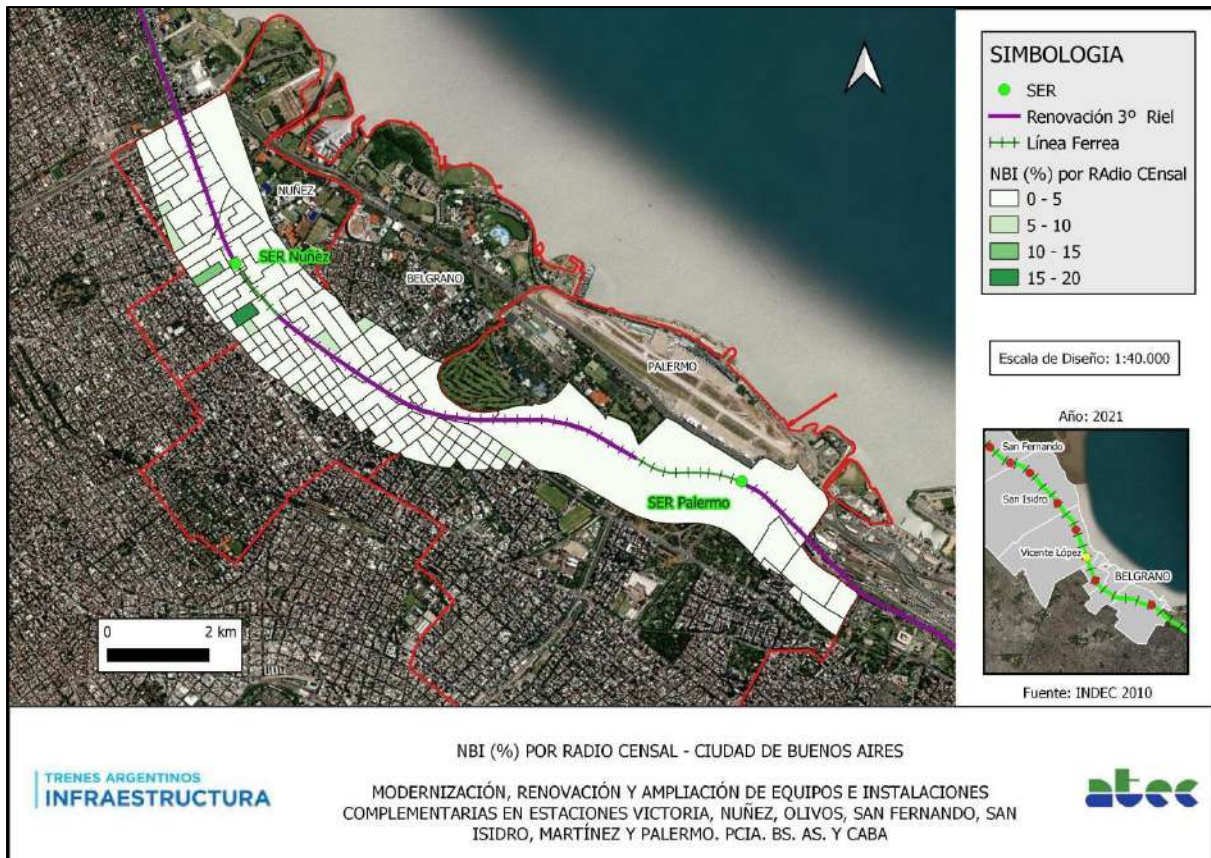 SIMBOLOGIA
SER
Renovación 3º Riel
Línea Ferrea
NBI (%) por RAdio CEnsal
0 - 5
5 - 10
10 - 15
15 - 20
Escala de Diseño: 1:40.000
Año: 2021
San Fernando
San Isidro
Vicente López
BELGRANO
Fuente: INDEC 2010
NUÑEZ
SER Nuñez
BELGRANO
PALERMO
SER Palermo
0 2 km
NBI (%) POR RADIO CENSAL - CIUDAD DE BUENOS AIRES
MODERNIZACIÓN, RENOVACIÓN Y AMPLIACIÓN DE EQUIPOS E INSTALACIONES
COMPLEMENTARIAS EN ESTACIONES VICTORIA, NUÑEZ, OLIVOS, SAN FERNANDO, SAN
ISIDRO, MARTÍNEZ Y PALERMO. PCIA. BS. AS. Y CABA
TRENES ARGENTINOS
INFRAESTRUCTURA
atec